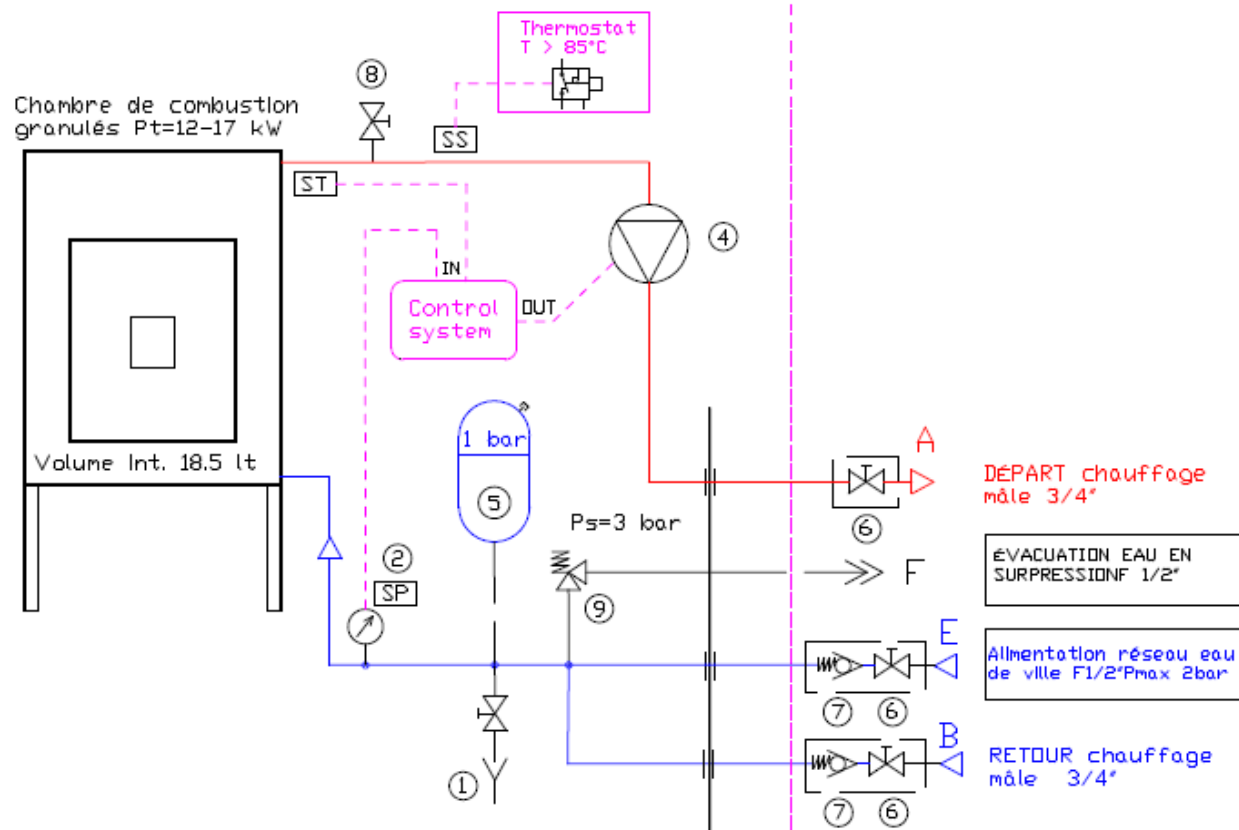 Thermostat
T > 85°C
8
Chambre de combustion
granulés Pt=12-17 kW
SS
ST
4
IN
Control
system
OUT
A
1 bar
Volume Int. 18.5 lt
5
DÉPART chauffage
mâle 3/4"
6
Ps=3 bar
2
SP
F
ÉVACUATION EAU EN
SURPRESSIONF 1/2"
9
E
Alimentation réseau eau
de ville F1/2"Pmax 2bar
7
6
B
RETOUR chauffage
mâle 3/4"
1
7
6